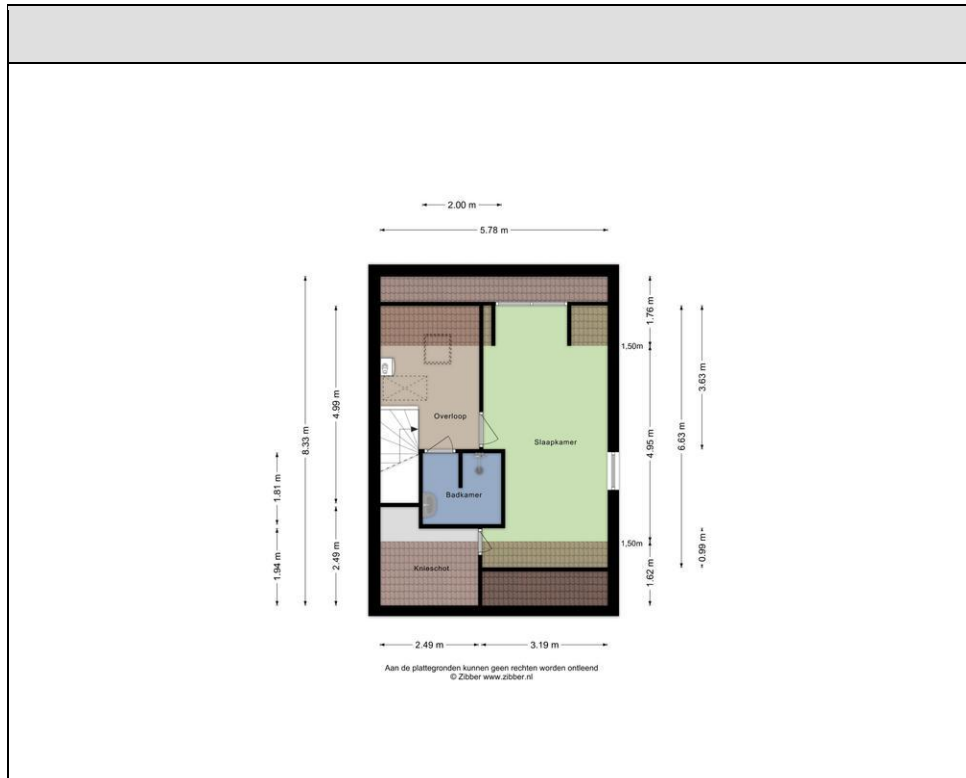 2.00 m
5.78 m
1.76 m
1,50m
3.63 m
4.99 m
8.33 m
Overloop
Slaapkamer
4.95 m
6.63 m
1.81 m
Badkamer
1,50m
0.99 m
1.94 m
2.49 m
Knieschot
1.62 m
2.49 m
3.19 m
Aan de plattegronden kunnen geen rechten worden ontleend
© Zibber www.zibber.nl